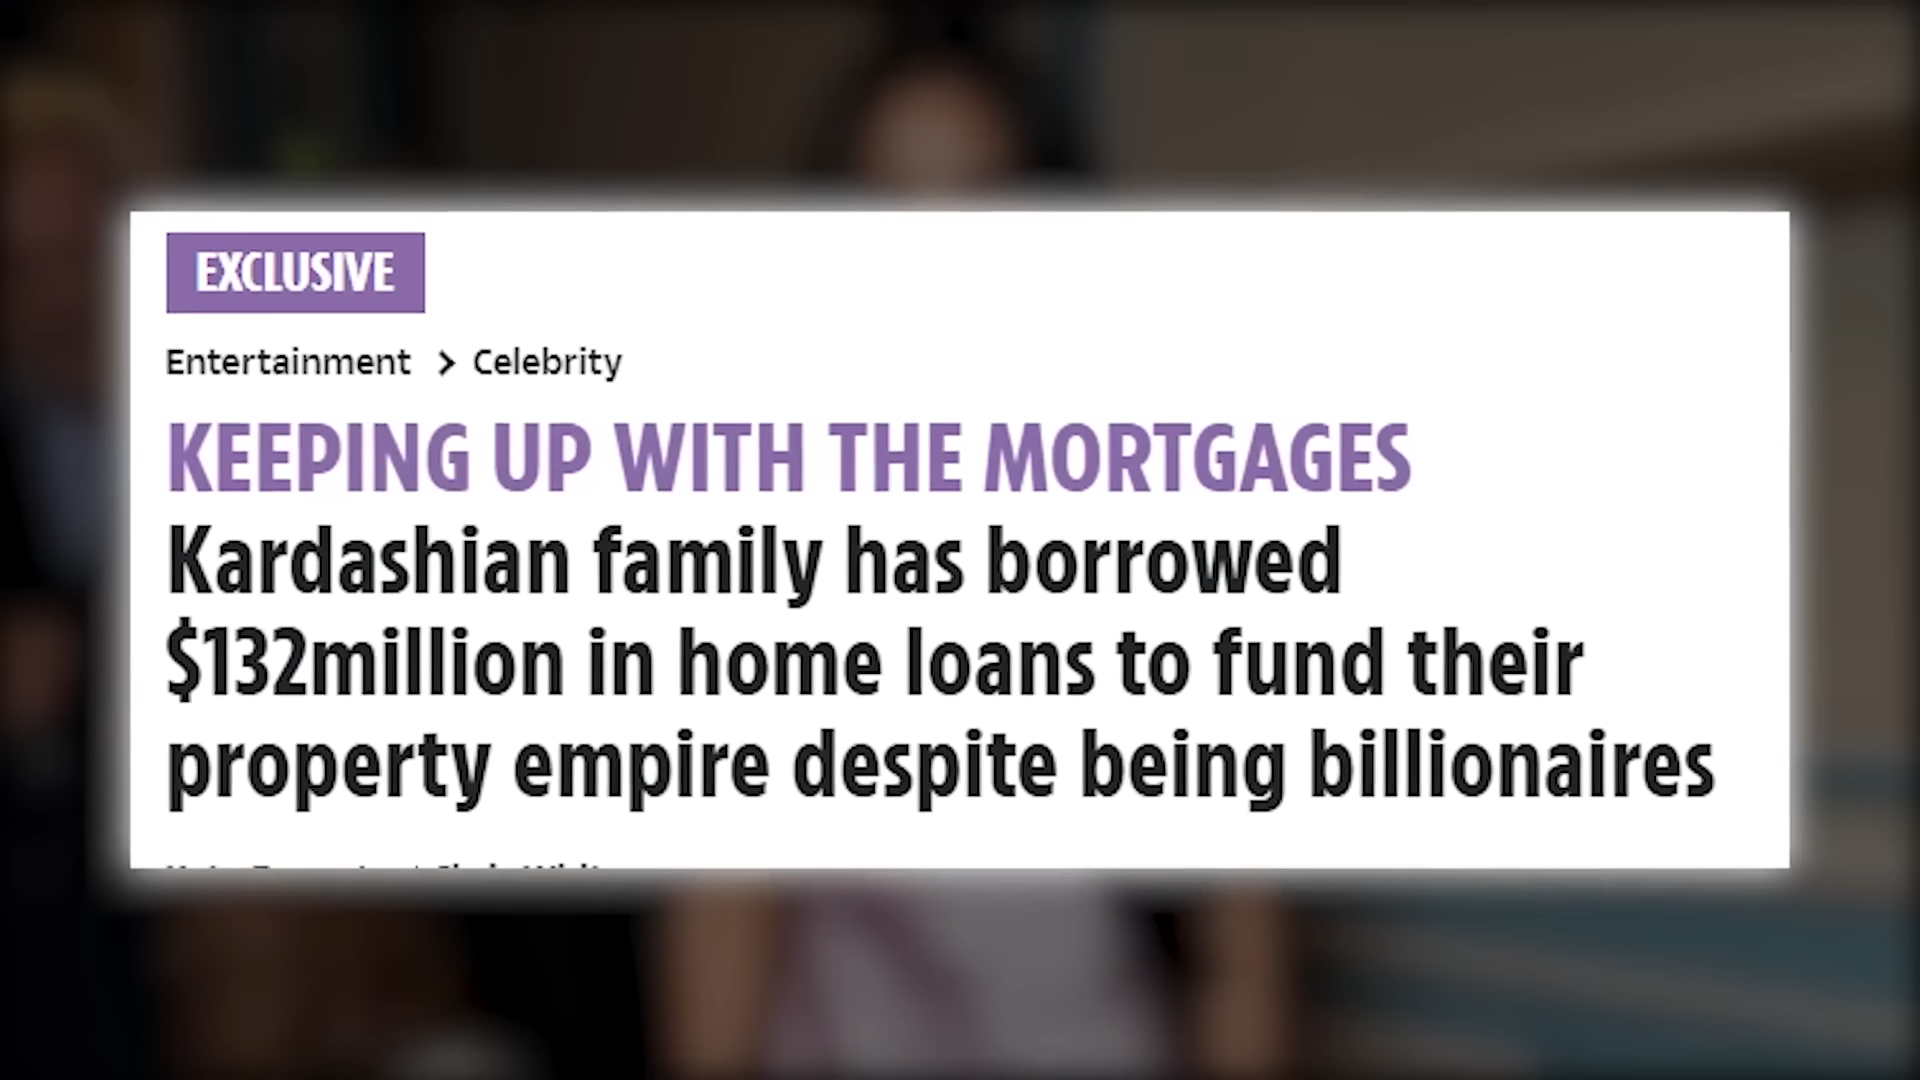 EXCLUSIVE
Entertainment > Celebrity
KEEPING UP WITH THE MORTGAGES
Kardashian family has borrowed
$132million in home loans to fund their
property empire despite being billionaires